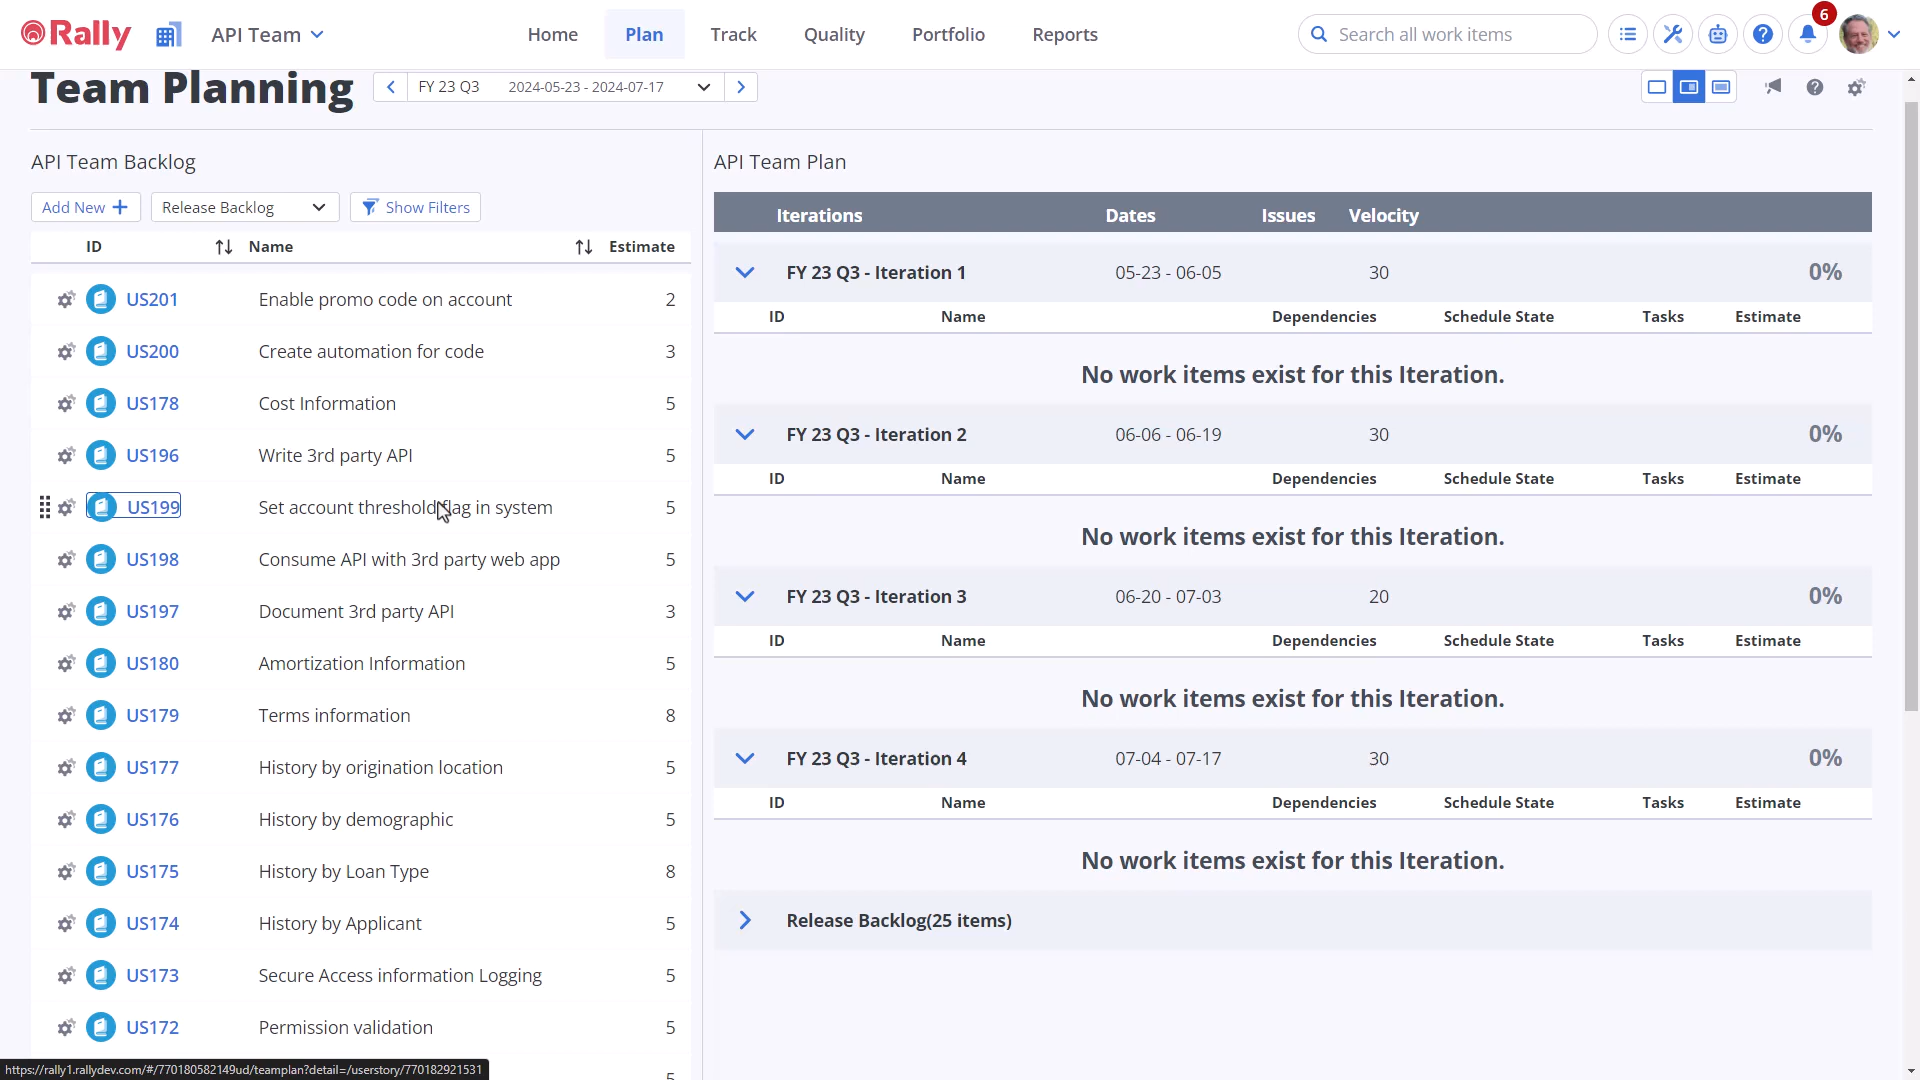 Rally API Team Home Plan Track Quality Portfolio Reports Search all work items 6
Team Planning FY 23 Q3 2024-05-23 - 2024-07-17
API Team Backlog
Add New Release Backlog Show Filters
ID Name Estimate
US201 Enable promo code on account 2
US200 Create automation for code 3
US178 Cost Information 5
US196 Write 3rd party API 5
US199 Set account threshold flag in system 5
US198 Consume API with 3rd party web app 5
US197 Document 3rd party API 3
US180 Amortization Information 5
US179 Terms information 8
US177 History by origination location 5
US176 History by demographic 5
US175 History by Loan Type 8
US174 History by Applicant 5
US173 Secure Access information Logging 5
US172 Permission validation 5
API Team Plan
Iterations Dates Issues Velocity
FY 23 Q3 - Iteration 1 05-23 - 06-05 30 0%
ID Name Dependencies Schedule State Tasks Estimate
No work items exist for this Iteration.
FY 23 Q3 - Iteration 2 06-06 - 06-19 30 0%
ID Name Dependencies Schedule State Tasks Estimate
No work items exist for this Iteration.
FY 23 Q3 - Iteration 3 06-20 - 07-03 20 0%
ID Name Dependencies Schedule State Tasks Estimate
No work items exist for this Iteration.
FY 23 Q3 - Iteration 4 07-04 - 07-17 30 0%
ID Name Dependencies Schedule State Tasks Estimate
No work items exist for this Iteration.
Release Backlog(25 items)
https://rally1.rallydev.com/#/770180582149ud/teamplan?detail=/userstory/770182921531